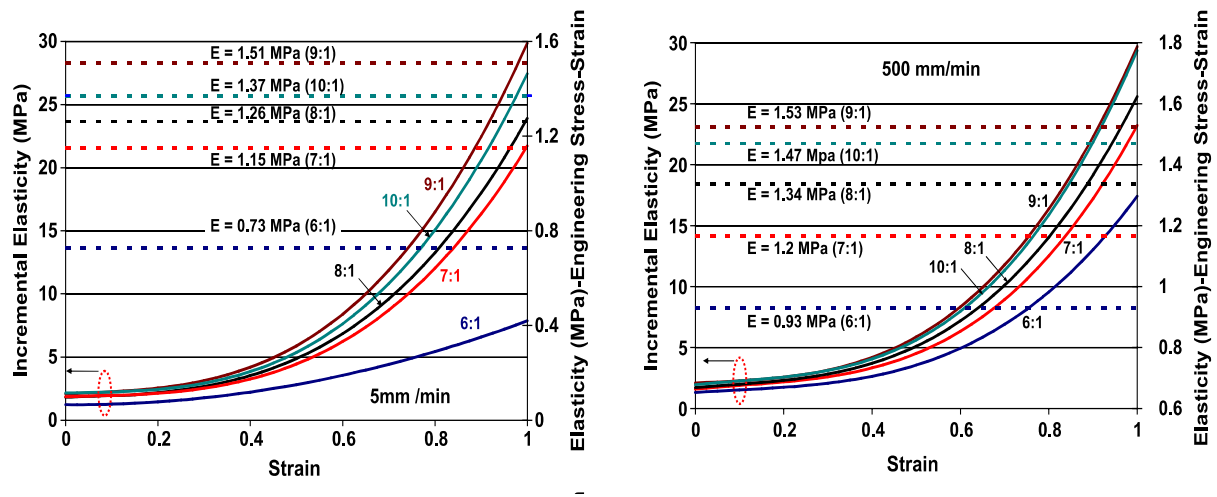 Incremental Elasticity (MPa)
30
25
20
15
10
5
0
E = 1.51 MPa (9:1)
E = 1.37 MPa (10:1)
E = 1.26 MPa (8:1)
E = 1.15 MPa (7:1)
E = 0.73 MPa (6:1)
9:1
10:1
8:1
7:1
6:1
5mm /min
0 0.2 0.4 0.6 0.8 1
Strain
1.6
1.2
0.8
0.4
0
Elasticity (MPa)-Engineering Stress-Strain
Incremental Elasticity (MPa)
30
25
20
15
10
5
0
500 mm/min
E = 1.53 MPa (9:1)
E = 1.47 Mpa (10:1)
E = 1.34 MPa (8:1)
E = 1.2 MPa (7:1)
E = 0.93 MPa (6:1)
9:1
8:1
7:1
10:1
6:1
0 0.2 0.4 0.6 0.8 1
Strain
1.8
1.6
1.4
1.2
1
0.8
0.6
Elasticity (MPa)-Engineering Stress-Strain